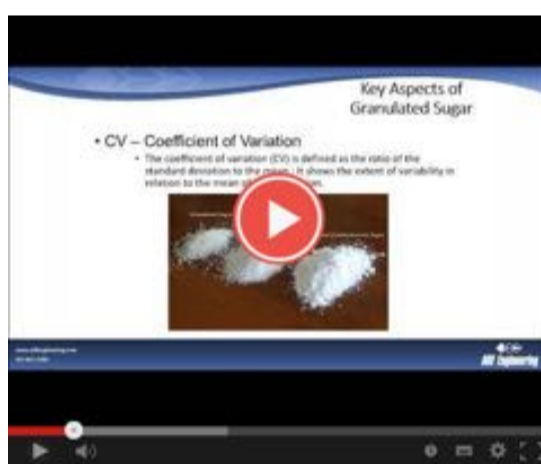 Key Aspects of
Granulated Sugar
• CV – Coefficient of Variation
• The coefficient of variation (CV) is defined as the ratio of the
standard deviation to the mean. It shows the extent of variability in
relation to the mean
Engineering